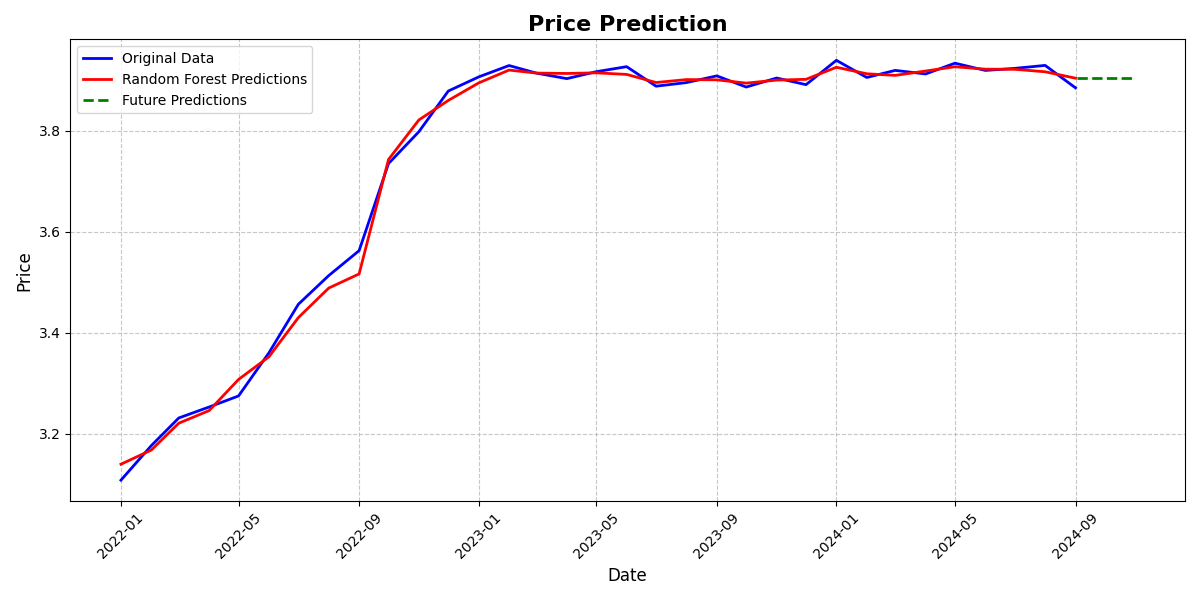 Price Prediction
Original Data
Random Forest Predictions
Future Predictions
Price
3.8
3.6
3.4
3.2
2022-01
2022-05
2022-09
2023-01
2023-05
2023-09
2024-01
2024-05
2024-09
Date